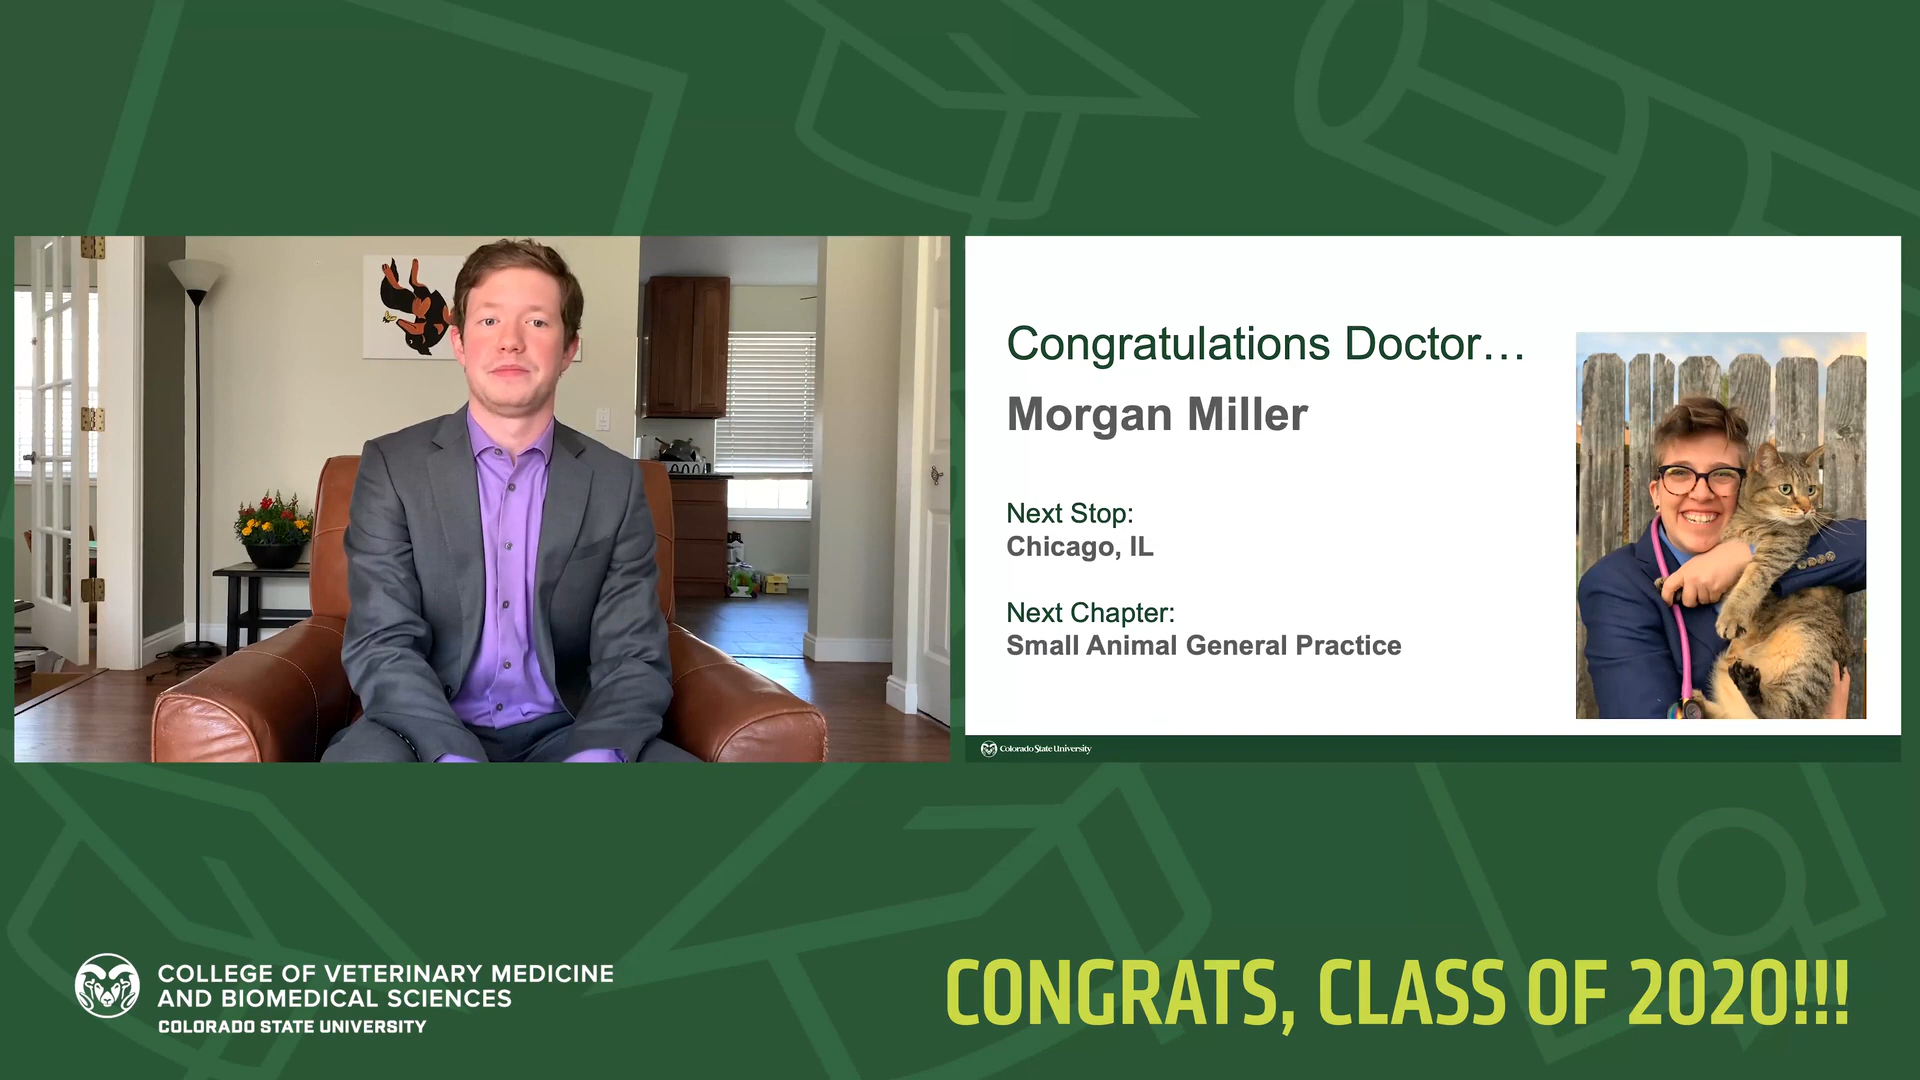 Congratulations Doctor…
Morgan Miller
Next Stop:
Chicago, IL
Next Chapter:
Small Animal General Practice
Colorado State University
COLLEGE OF VETERINARY MEDICINE
AND BIOMEDICAL SCIENCES
COLORADO STATE UNIVERSITY
CONGRATS, CLASS OF 2020!!!